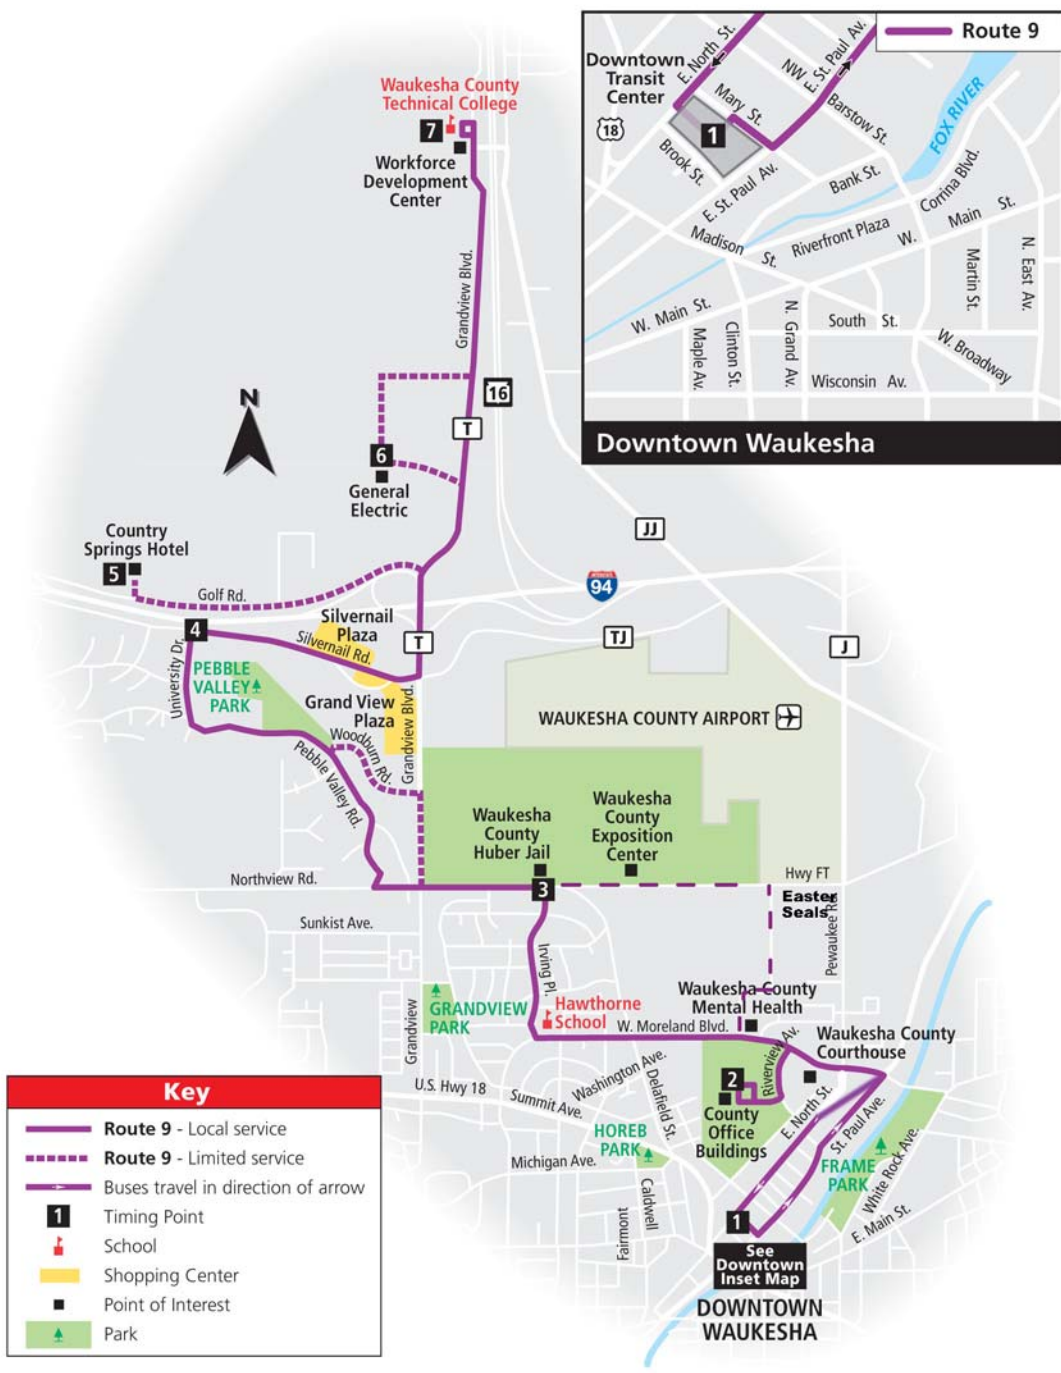 Waukesha County
Technical College
7
Workforce
Development
Center
Grandview Blvd.
16
T
6
General
Electric
N
Country
Springs Hotel
5
Golf Rd.
4
Silvernail
Plaza
Silvernail Rd.
T
University Dr.
PEBBLE
VALLEY
PARK
Grand View
Plaza
Woodburn Rd.
Grandview Blvd.
Pebble Valley Rd.
JJ
INTERSTATE
94
TJ
J
WAUKESHA COUNTY AIRPORT
Waukesha
County
Huber Jail
Waukesha
County
Exposition
Center
Northview Rd.
3
Hwy FT
Easter
Seals
Pewaukee Rd.
Sunkist Ave.
Irving Pl.
GRANDVIEW
PARK
Grandview
Hawthorne
School
Waukesha County
Mental Health
W. Moreland Blvd.
Waukesha County
Courthouse
Riverview Av.
2
County
Office
Buildings
U.S. Hwy 18
Summit Ave.
Washington Ave.
Delafield St.
E. North St.
St. Paul Ave.
HOREB
PARK
Michigan Ave.
FRAME
PARK
White Rock Ave.
E. Main St.
Caldwell
Fairmont
1
See
Downtown
Inset Map
DOWNTOWN
WAUKESHA
Route 9
Downtown
Transit
Center
18
1
E. North St.
NW
E. St. Paul Av.
Mary St.
Barstow St.
Brook St.
E. St. Paul Av.
Bank St.
FOX RIVER
Corrina Blvd.
Madison St.
Riverfront Plaza
W. Main St.
N. East Av.
Martin St.
W. Main St.
South St.
W. Broadway
Maple Av.
Clinton St.
N. Grand Av.
Wisconsin Av.
Downtown Waukesha
Key
Route 9 - Local service
Route 9 - Limited service
Buses travel in direction of arrow
1 Timing Point
School
Shopping Center
Point of Interest
Park